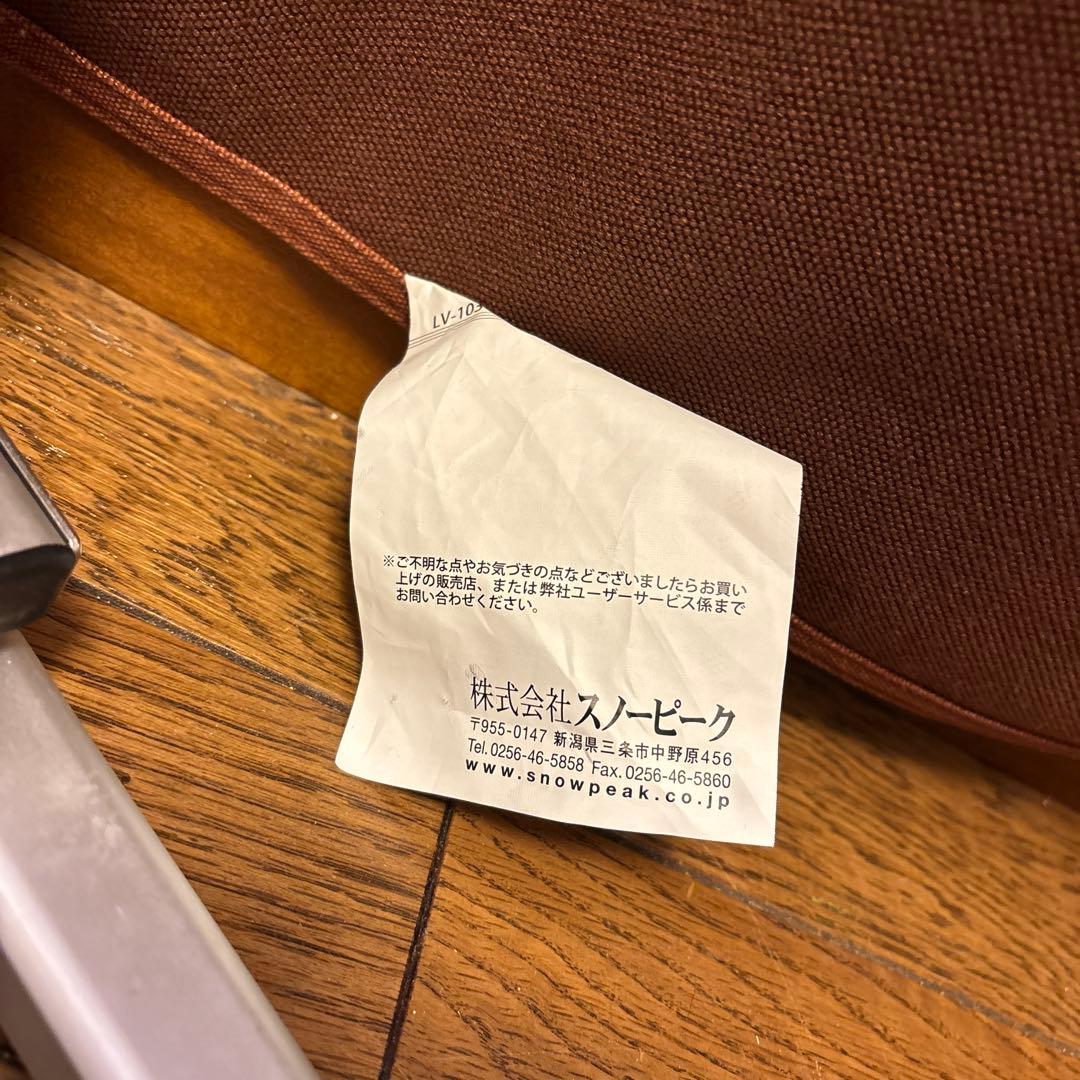 LV-103
※ご不明な点やお気づきの点などございましたらお買い
上げの販売店、または弊社ユーザーサービス係まで
お問い合わせください。
株式会社スノーピーク
〒955-0147 新潟県三条市中野原456
Tel.0256-46-5858 Fax.0256-46-5860
www.snowpeak.co.jp